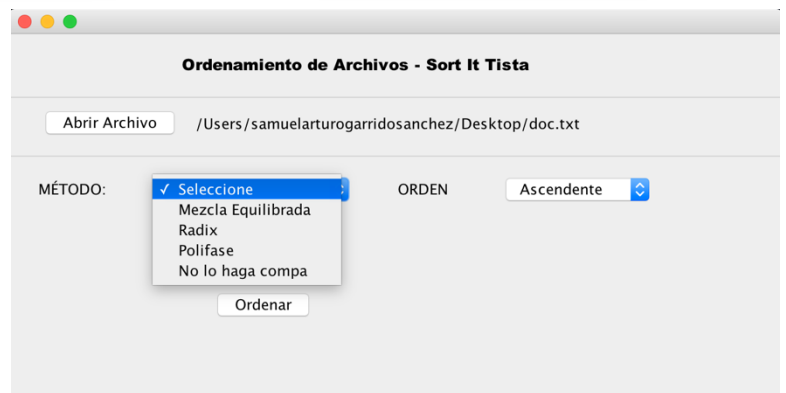 Ordenamiento de Archivos - Sort It Tista
Abrir Archivo /Users/samuelarturogarridosanchez/Desktop/doc.txt
MÉTODO: ✓ Seleccione ORDEN Ascendente
Mezcla Equilibrada
Radix
Polifase
No lo haga compa
Ordenar